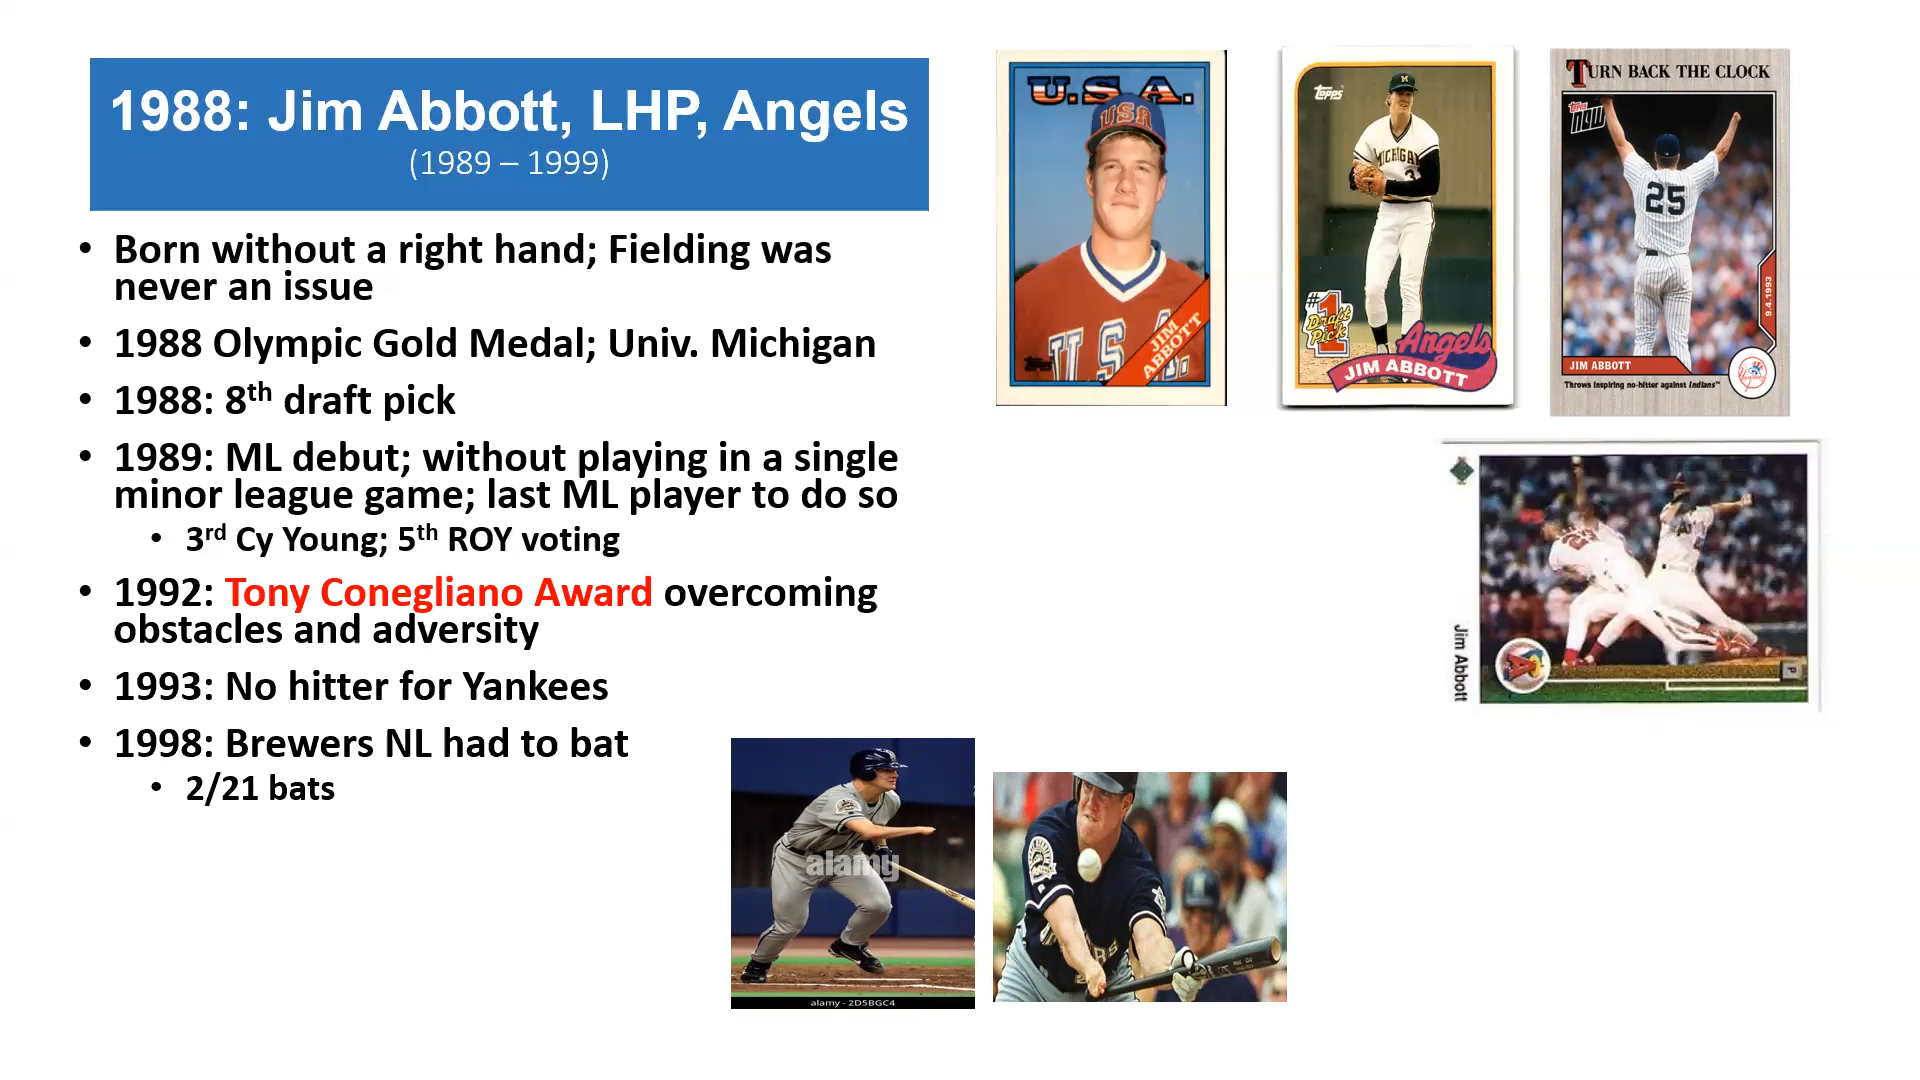 1988: Jim Abbott, LHP, Angels
(1989 – 1999)
• Born without a right hand; Fielding was
never an issue
• 1988 Olympic Gold Medal; Univ. Michigan
• 1988: 8th draft pick
• 1989: ML debut; without playing in a single
minor league game; last ML player to do so
• 3rd Cy Young; 5th ROY voting
• 1992: Tony Conegliano Award overcoming
obstacles and adversity
• 1993: No hitter for Yankees
• 1998: Brewers NL had to bat
• 2/21 bats
U.S.A.
USA
U.S.
JIM
ABBOTT
Topps
M
MICHIGAN
3
#1
Draft
Pick
Angels
JIM ABBOTT
TURN BACK THE CLOCK
Topps
NOW
25
9.4.1993
JIM ABBOTT
Throws inspiring no-hitter against Indians™
Jim Abbott
P
alamy
alamy - 2D5BGC4